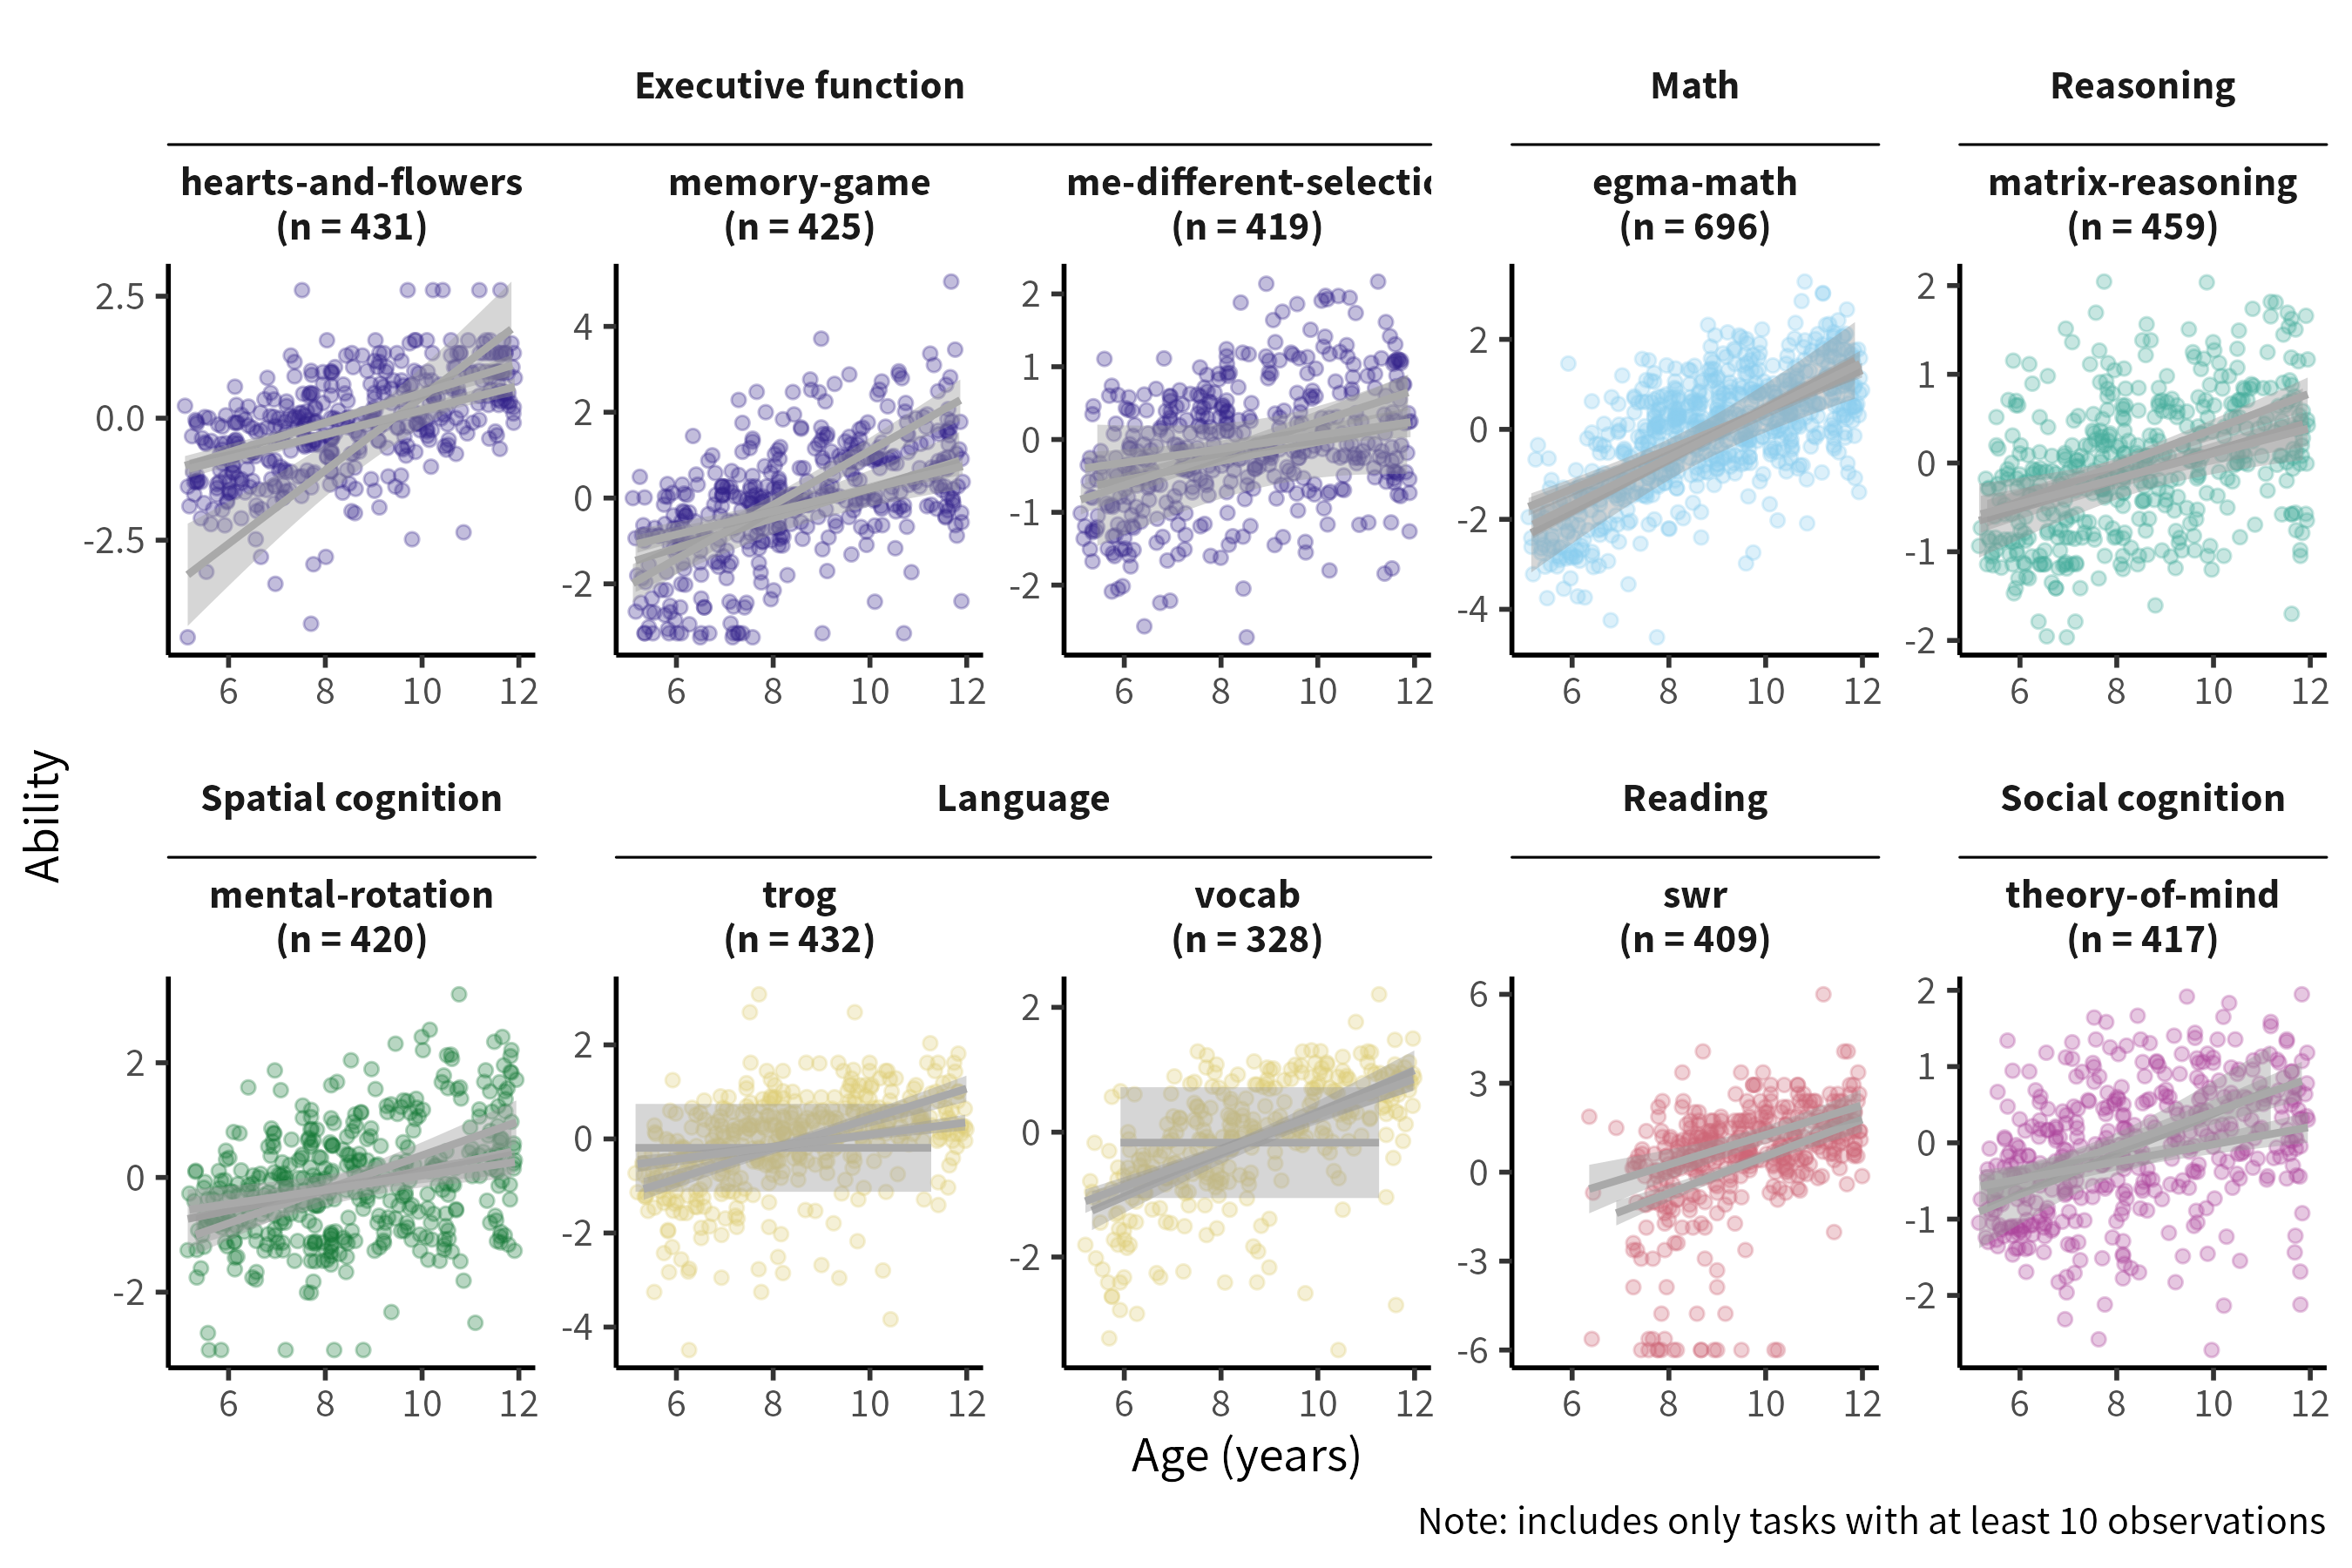 Executive function
Math
Reasoning
hearts-and-flowers
(n = 431)
memory-game
(n = 425)
me-different-selectio
(n = 419)
egma-math
(n = 696)
matrix-reasoning
(n = 459)
2.5
0.0
-2.5
6 8 10 12
4
2
0
-2
6 8 10 12
2
1
0
-1
-2
6 8 10 12
2
0
-2
-4
6 8 10 12
2
1
0
-1
-2
6 8 10 12
Ability
Spatial cognition
Language
Reading
Social cognition
mental-rotation
(n = 420)
trog
(n = 432)
vocab
(n = 328)
swr
(n = 409)
theory-of-mind
(n = 417)
2
0
-2
6 8 10 12
2
0
-2
-4
6 8 10 12
2
0
-2
6 8 10 12
6
3
0
-3
-6
6 8 10 12
2
1
0
-1
-2
6 8 10 12
Age (years)
Note: includes only tasks with at least 10 observations